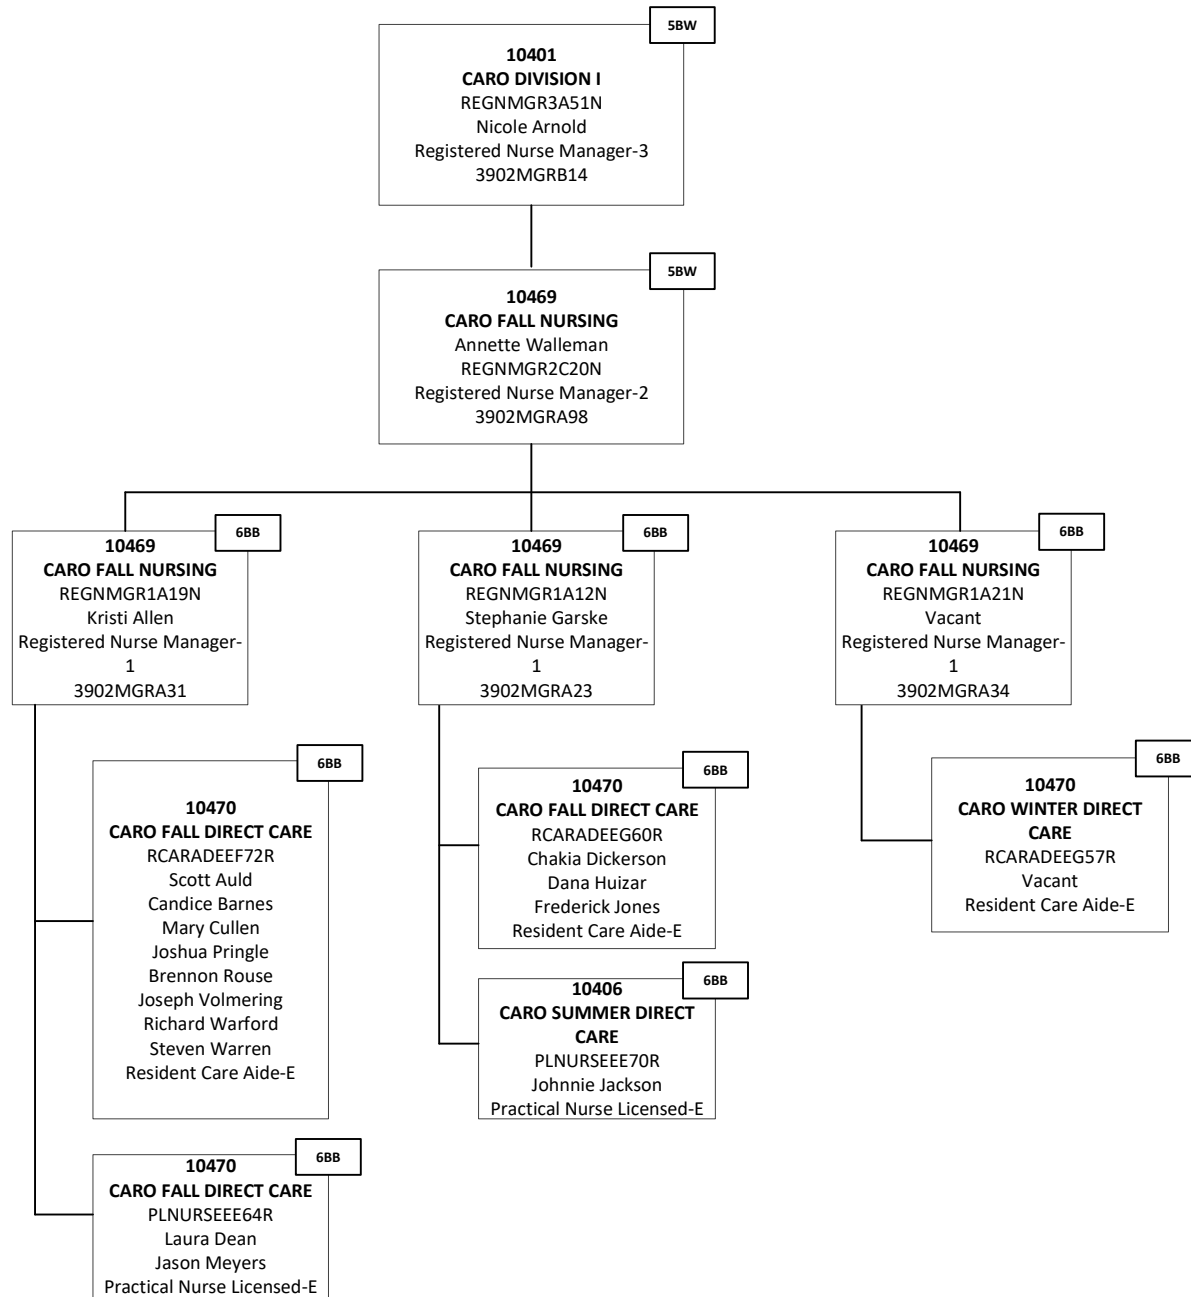 5BW
10401
CARO DIVISION I
REGNMGR3A51N
Nicole Arnold
Registered Nurse Manager-3
3902MGRB14
5BW
10469
CARO FALL NURSING
Annette Walleman
REGNMGR2C20N
Registered Nurse Manager-2
3902MGRA98
6BB
10469
CARO FALL NURSING
REGNMGR1A19N
Kristi Allen
Registered Nurse Manager-
1
3902MGRA31
6BB
10469
CARO FALL NURSING
REGNMGR1A12N
Stephanie Garske
Registered Nurse Manager-
1
3902MGRA23
6BB
10469
CARO FALL NURSING
REGNMGR1A21N
Vacant
Registered Nurse Manager-
1
3902MGRA34
6BB
10470
CARO FALL DIRECT CARE
RCARADEEF72R
Scott Auld
Candice Barnes
Mary Cullen
Joshua Pringle
Brennon Rouse
Joseph Volmering
Richard Warford
Steven Warren
Resident Care Aide-E
6BB
10470
CARO FALL DIRECT CARE
RCARADEEG60R
Chakia Dickerson
Dana Huizar
Frederick Jones
Resident Care Aide-E
6BB
10470
CARO WINTER DIRECT
CARE
RCARADEEG57R
Vacant
Resident Care Aide-E
6BB
10406
CARO SUMMER DIRECT
CARE
PLNURSEEE70R
Johnnie Jackson
Practical Nurse Licensed-E
6BB
10470
CARO FALL DIRECT CARE
PLNURSEEE64R
Laura Dean
Jason Meyers
Practical Nurse Licensed-E